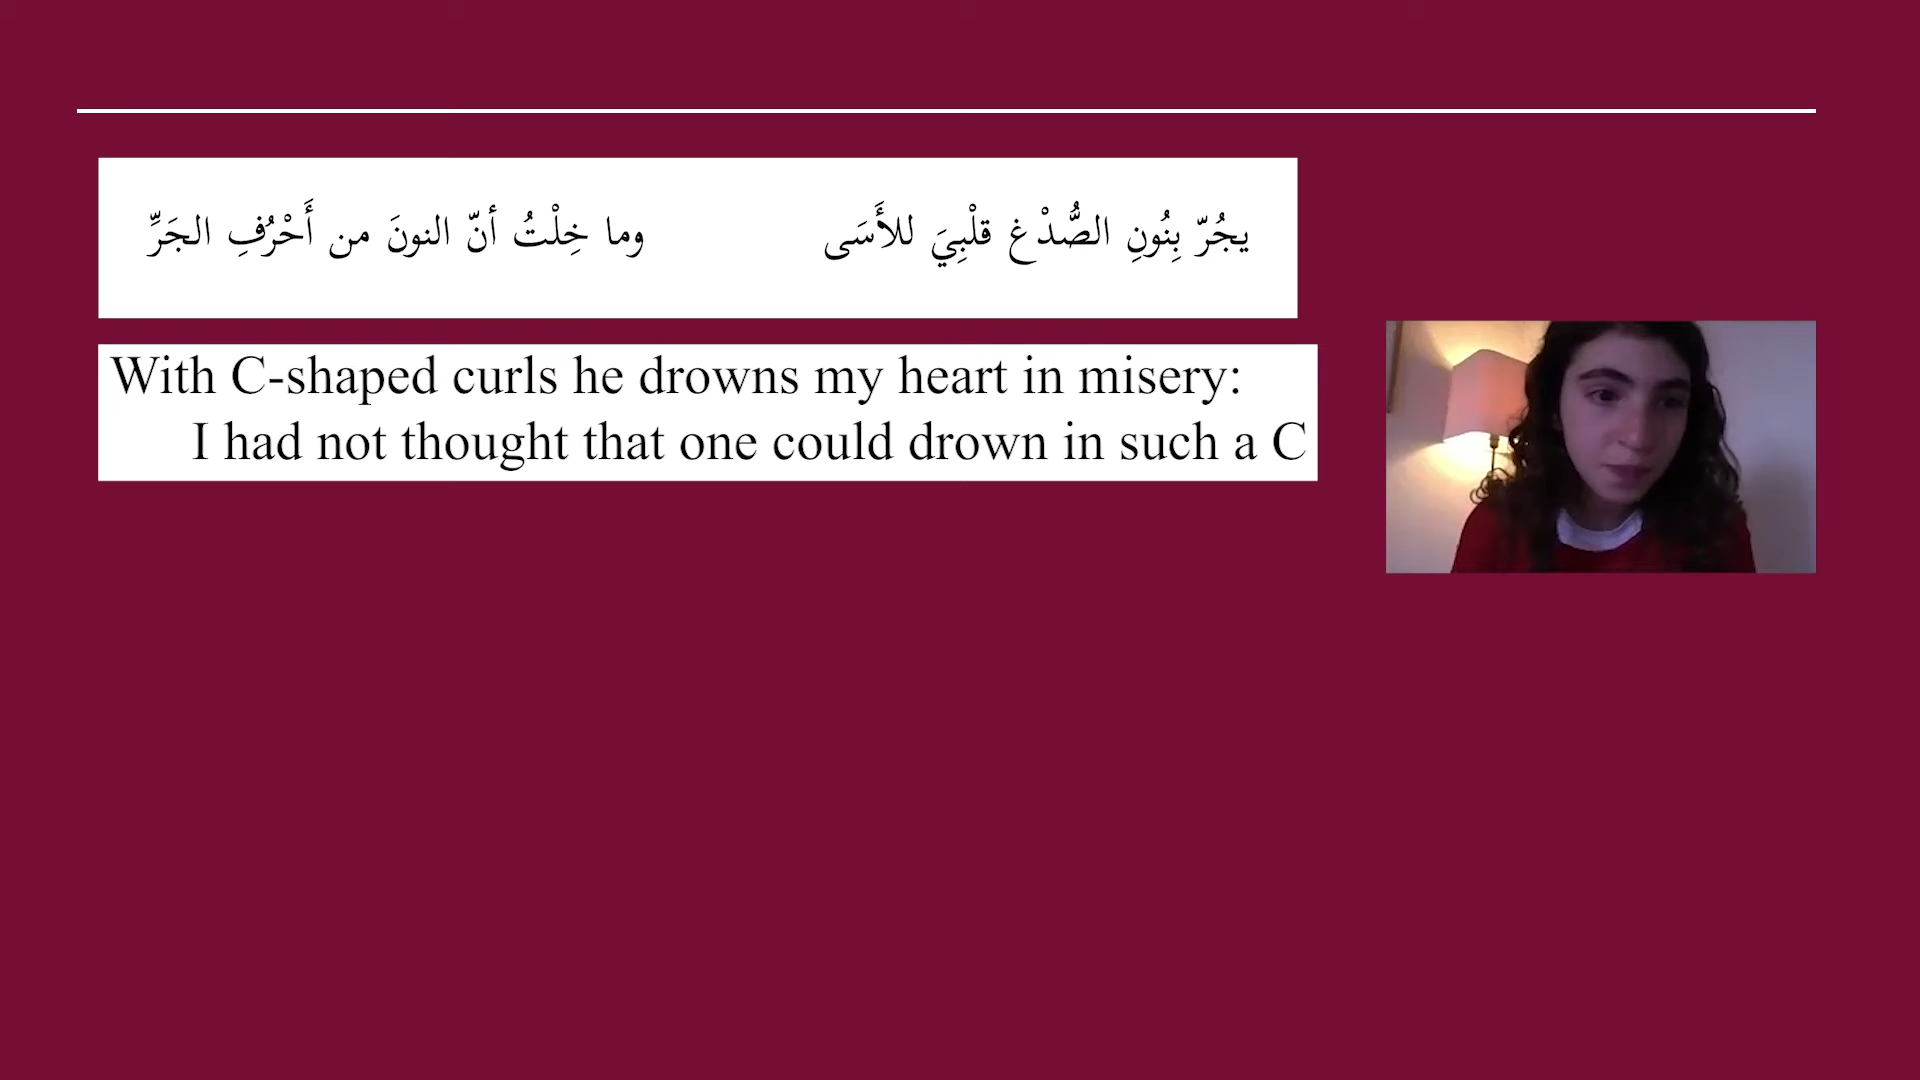 يجُرّ بِنُونِ الصُّدْغ قلْبِيَ للأَسَى وما خِلْتُ أنّ النونَ من أَحْرُفِ الجَرِّ
With C-shaped curls he drowns my heart in misery:
I had not thought that one could drown in such a C